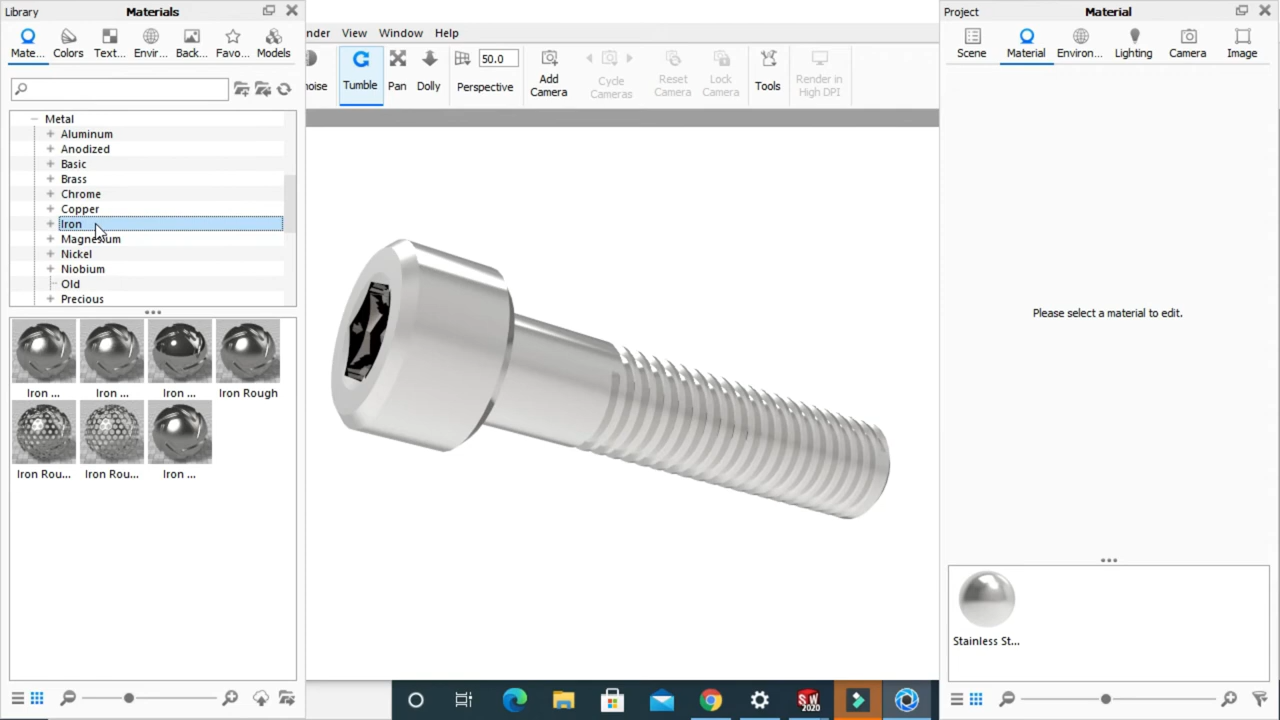 Library
Materials
Mate...
Colors
Text...
Envir...
Back...
Favo...
Models
Metal
Aluminum
Anodized
Basic
Brass
Chrome
Copper
Iron
Magnesium
Nickel
Niobium
Old
Precious
Iron ...
Iron ...
Iron ...
Iron Rough
Iron Rou...
Iron Rou...
Iron ...
nder View Window Help
noise
Tumble
Pan
Dolly
50.0
Perspective
Add
Camera
Cycle
Cameras
Reset
Camera
Lock
Camera
Tools
Render in
High DPI
SW
2020
Project
Material
Scene
Material
Environ...
Lighting
Camera
Image
Please select a material to edit.
Stainless St...